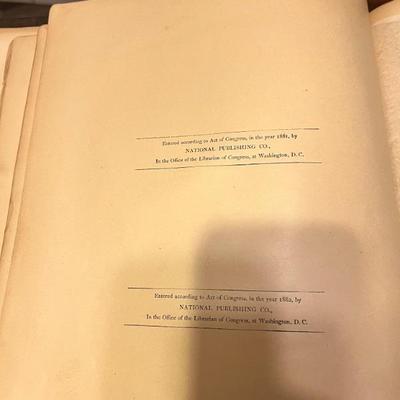 Entered according to Act of Congress, in the year 1881, by
NATIONAL PUBLISHING CO.,
In the Office of the Librarian of Congress, at Washington, D. C.
Entered according to Act of Congress, in the year 1882, by
NATIONAL PUBLISHING CO.,
In the Office of the Librarian of Congress, at Washington, D. C.